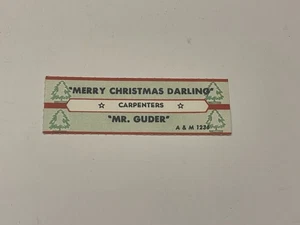 "MERRY CHRISTMAS DARLING"
☆ CARPENTERS ☆
"MR. GUDER"
A & M 1236